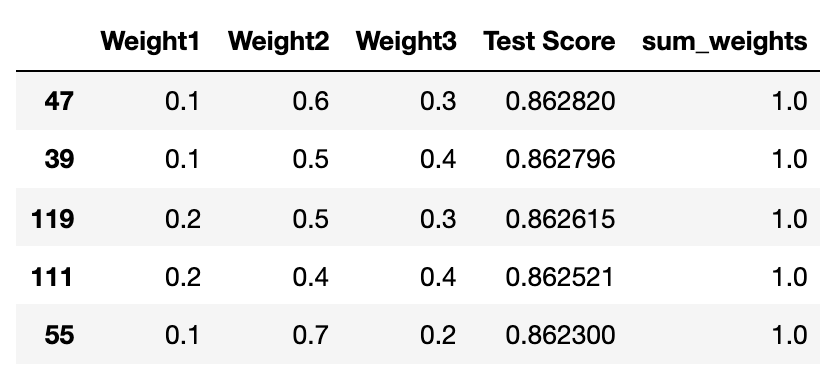 Weight1 Weight2 Weight3 Test Score sum_weights
47 0.1 0.6 0.3 0.862820 1.0
39 0.1 0.5 0.4 0.862796 1.0
119 0.2 0.5 0.3 0.862615 1.0
111 0.2 0.4 0.4 0.862521 1.0
55 0.1 0.7 0.2 0.862300 1.0